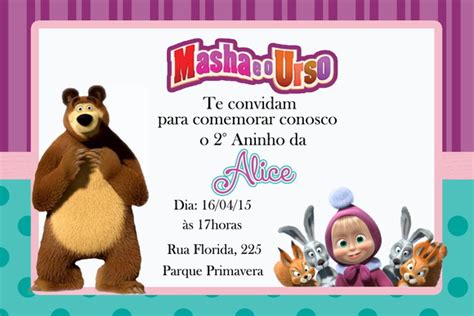 Masha e o Urso
Te convidam
para comemorar conosco
o 2° Aninho da
Alice
Dia: 16/04/15
às 17horas
Rua Florida, 225
Parque Primavera